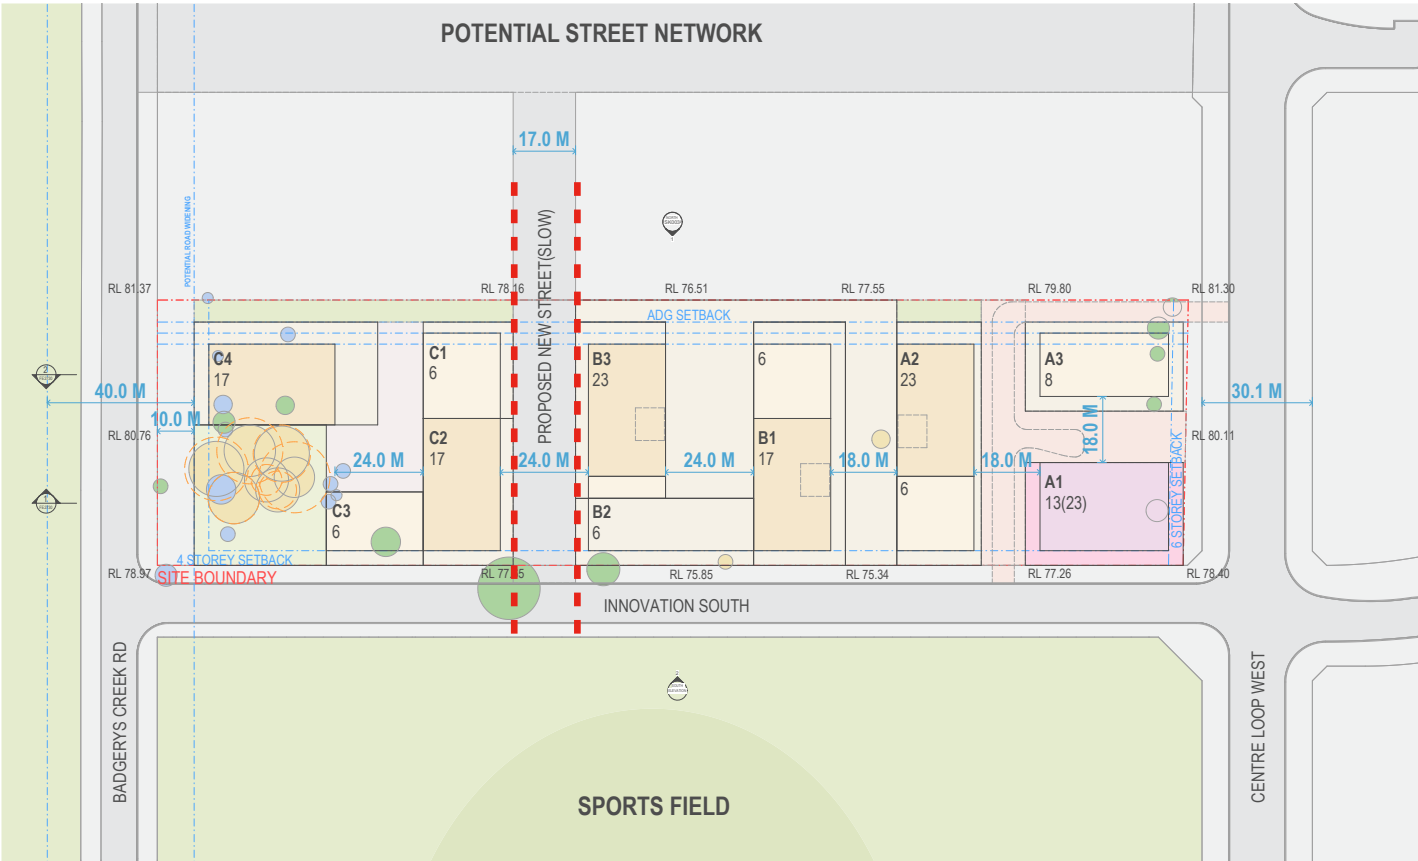 POTENTIAL STREET NETWORK
17.0 M
POTENTIAL ROAD WIDENING
PROPOSED NEW STREET(SLOW)
RL 81.37
RL 78.16
RL 76.51
RL 77.55
RL 79.80
RL 81.30
ADG SETBACK
C4
17
C1
6
B3
23
6
A2
23
A3
8
40.0 M
10.0 M
30.1 M
18.0 M
RL 80.76
RL 80.11
C2
17
B1
17
24.0 M
24.0 M
24.0 M
18.0 M
18.0 M
6 STOREY SETBACK
C3
6
B2
6
6
A1
13(23)
4 STOREY SETBACK
SITE BOUNDARY
RL 78.97
RL 75.85
RL 75.34
RL 77.26
RL 78.40
INNOVATION SOUTH
BADGERYS CREEK RD
CENTRE LOOP WEST
SPORTS FIELD